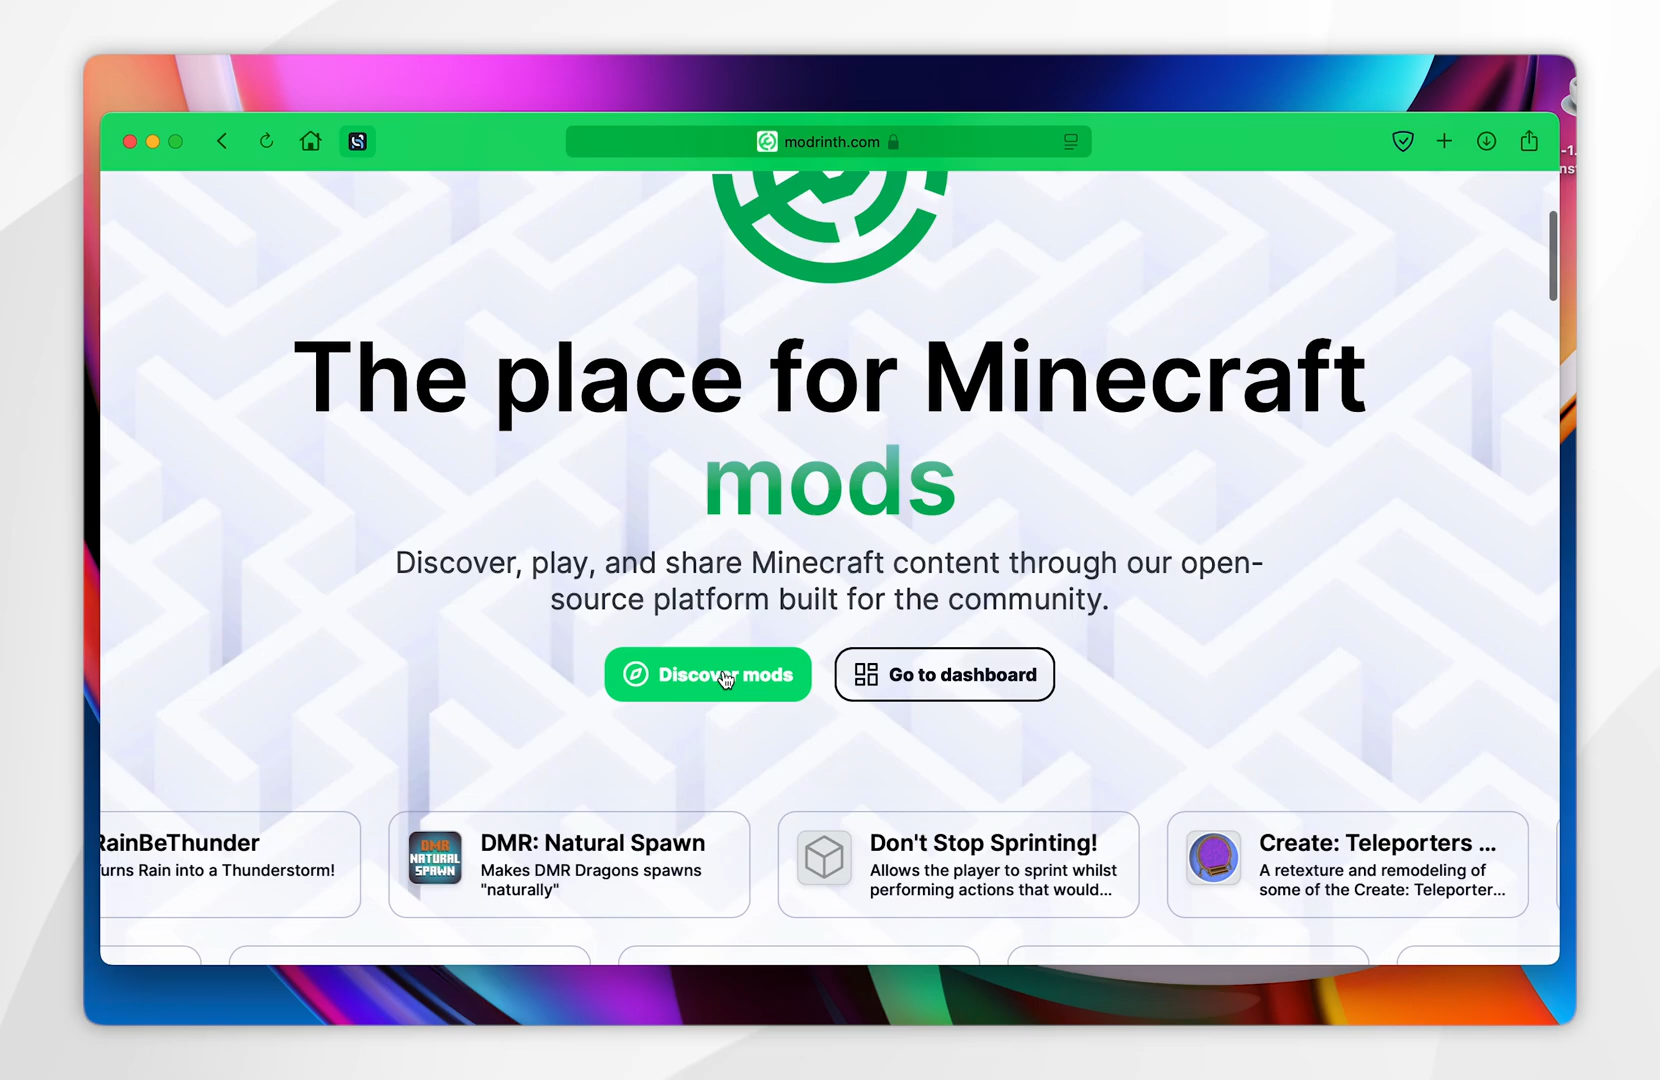 modrinth.com
-1.
The place for Minecraft
mods
Discover, play, and share Minecraft content through our open-
source platform built for the community.
Discover mods
Go to dashboard
RainBeThunder
urns Rain into a Thunderstorm!
DMR
NATURAL
SPAWN
DMR: Natural Spawn
Makes DMR Dragons spawns
"naturally"
Don't Stop Sprinting!
Allows the player to sprint whilst
performing actions that would...
Create: Teleporters ...
A retexture and remodeling of
some of the Create: Teleporter...